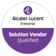 Alcatel·Lucent
Enterprise
Solution Vendor
Qualified